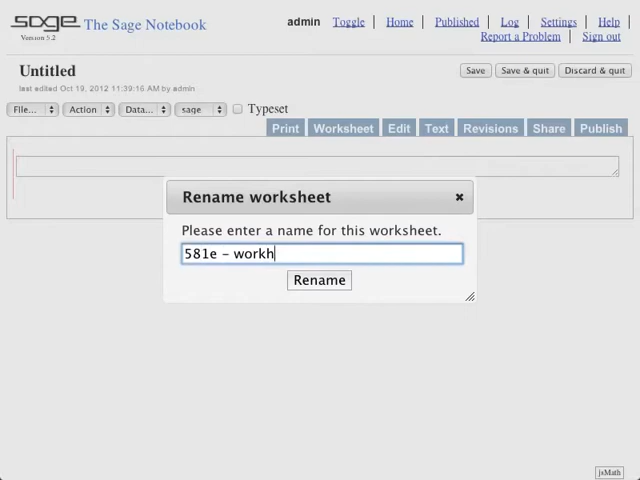 sage The Sage Notebook admin Toggle Home Published Log Settings Help
Version 5.2 Report a Problem Sign out
Untitled Save Save & quit Discard & quit
last edited Oct 19, 2012 11:39:16 AM by admin
File... Action Data... sage Typeset
Print Worksheet Edit Text Revisions Share Publish
Rename worksheet
Please enter a name for this worksheet.
581e - workh
Rename
jsMath